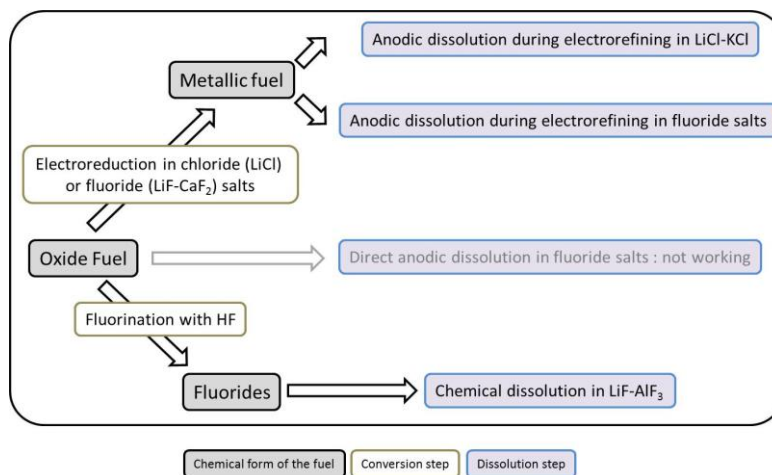 Anodic dissolution during electrorefining in LiCl-KCl
Metallic fuel
Anodic dissolution during electrorefining in fluoride salts
Electroreduction in chloride (LiCl)
or fluoride (LiF-CaF₂) salts
Oxide Fuel
Direct anodic dissolution in fluoride salts : not working
Fluorination with HF
Fluorides
Chemical dissolution in LiF-AlF₃
Chemical form of the fuel
Conversion step
Dissolution step